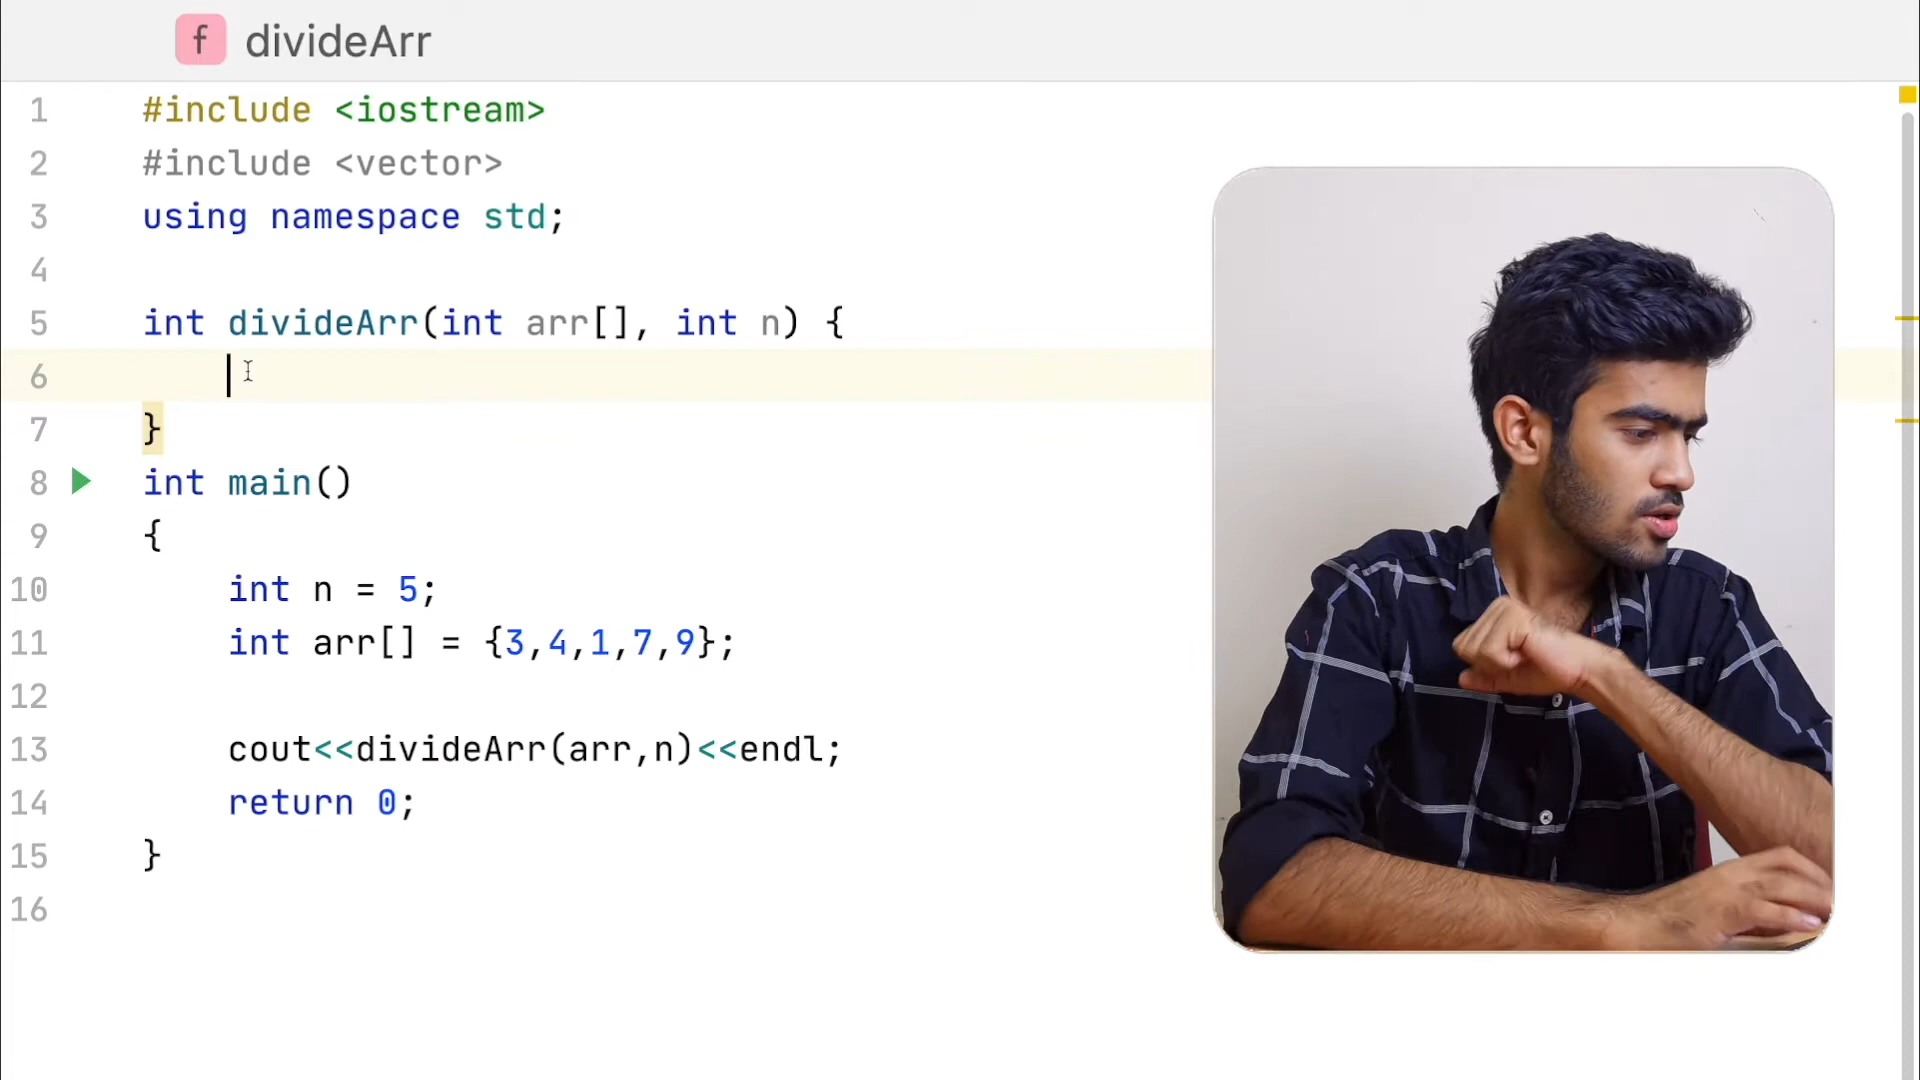 f divideArr
1 #include <iostream>
2 #include <vector>
3 using namespace std;
4
5 int divideArr(int arr[], int n) {
6
7 }
8 int main()
9 {
10 int n = 5;
11 int arr[] = {3,4,1,7,9};
12
13 cout<<divideArr(arr,n)<<endl;
14 return 0;
15 }
16